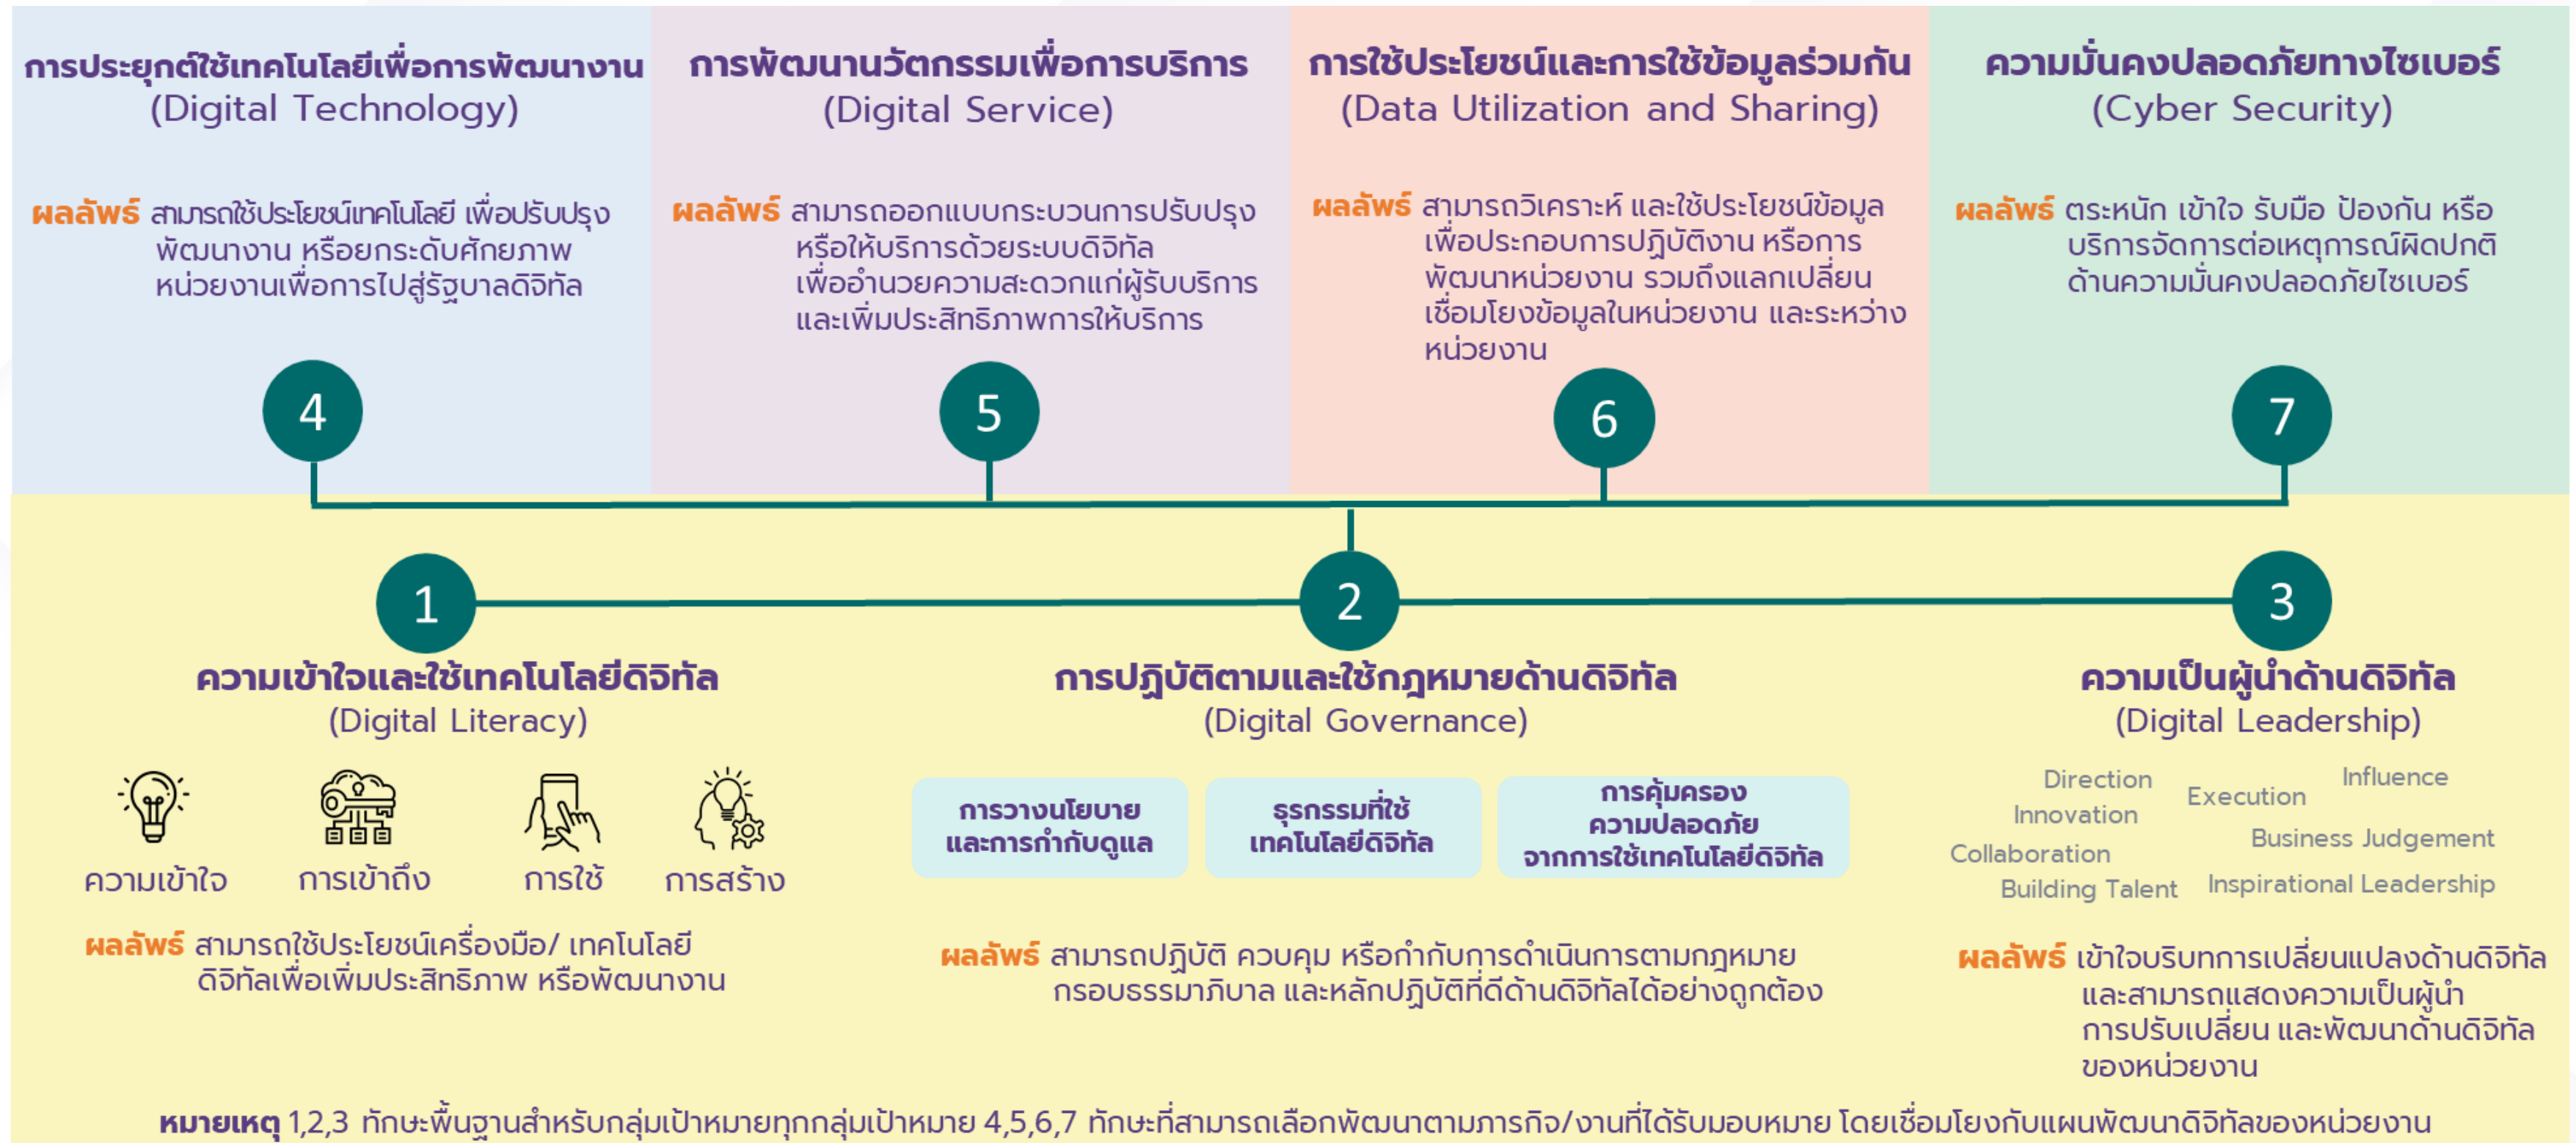 การประยุกต์ใช้เทคโนโลยีเพื่อการพัฒนางาน
(Digital Technology)
ผลลัพธ์ สามารถใช้ประโยชน์เทคโนโลยี เพื่อปรับปรุง
พัฒนางาน หรือยกระดับศักยภาพ
หน่วยงานเพื่อการไปสู่รัฐบาลดิจิทัล
4
การพัฒนานวัตกรรมเพื่อการบริการ
(Digital Service)
ผลลัพธ์ สามารถออกแบบกระบวนการปรับปรุง
หรือให้บริการด้วยระบบดิจิทัล
เพื่ออำนวยความสะดวกแก่ผู้รับบริการ
และเพิ่มประสิทธิภาพการให้บริการ
5
การใช้ประโยชน์และการใช้ข้อมูลร่วมกัน
(Data Utilization and Sharing)
ผลลัพธ์ สามารถวิเคราะห์ และใช้ประโยชน์ข้อมูล
เพื่อประกอบการปฏิบัติงาน หรือการ
พัฒนาหน่วยงาน รวมถึงแลกเปลี่ยน
เชื่อมโยงข้อมูลในหน่วยงาน และระหว่าง
หน่วยงาน
6
ความมั่นคงปลอดภัยทางไซเบอร์
(Cyber Security)
ผลลัพธ์ ตระหนัก เข้าใจ รับมือ ป้องกัน หรือ
บริการจัดการต่อเหตุการณ์ผิดปกติ
ด้านความมั่นคงปลอดภัยไซเบอร์
7
1
ความเข้าใจและใช้เทคโนโลยีดิจิทัล
(Digital Literacy)
ความเข้าใจ
การเข้าถึง
การใช้
การสร้าง
ผลลัพธ์ สามารถใช้ประโยชน์เครื่องมือ/ เทคโนโลยี
ดิจิทัลเพื่อเพิ่มประสิทธิภาพ หรือพัฒนางาน
2
การปฏิบัติตามและใช้กฎหมายด้านดิจิทัล
(Digital Governance)
การวางนโยบาย
และการกำกับดูแล
ธุรกรรมที่ใช้
เทคโนโลยีดิจิทัล
การคุ้มครอง
ความปลอดภัย
จากการใช้เทคโนโลยีดิจิทัล
ผลลัพธ์ สามารถปฏิบัติ ควบคุม หรือกำกับการดำเนินการตามกฎหมาย
กรอบธรรมาภิบาล และหลักปฏิบัติที่ดีด้านดิจิทัลได้อย่างถูกต้อง
3
ความเป็นผู้นำด้านดิจิทัล
(Digital Leadership)
Direction
Execution
Influence
Innovation
Business Judgement
Collaboration
Building Talent
Inspirational Leadership
ผลลัพธ์ เข้าใจบริบทการเปลี่ยนแปลงด้านดิจิทัล
และสามารถแสดงความเป็นผู้นำ
การปรับเปลี่ยน และพัฒนาด้านดิจิทัล
ของหน่วยงาน
หมายเหตุ 1,2,3 ทักษะพื้นฐานสำหรับกลุ่มเป้าหมายทุกกลุ่มเป้าหมาย 4,5,6,7 ทักษะที่สามารถเลือกพัฒนาตามภารกิจ/งานที่ได้รับมอบหมาย โดยเชื่อมโยงกับแผนพัฒนาดิจิทัลของหน่วยงาน